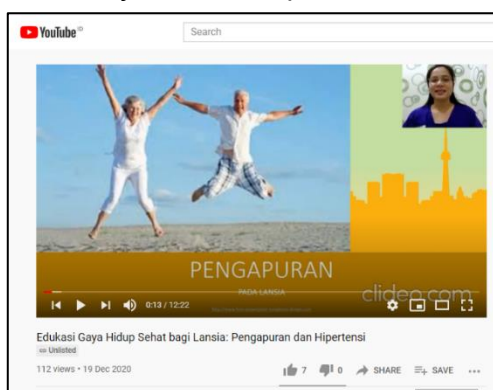 YouTube ID
Search
PENGAPURAN
PADA LANSIA
clideo.com
0:13 / 12:22
Edukasi Gaya Hidup Sehat bagi Lansia: Pengapuran dan Hipertensi
Unlisted
112 views • 19 Dec 2020
7 0 SHARE SAVE